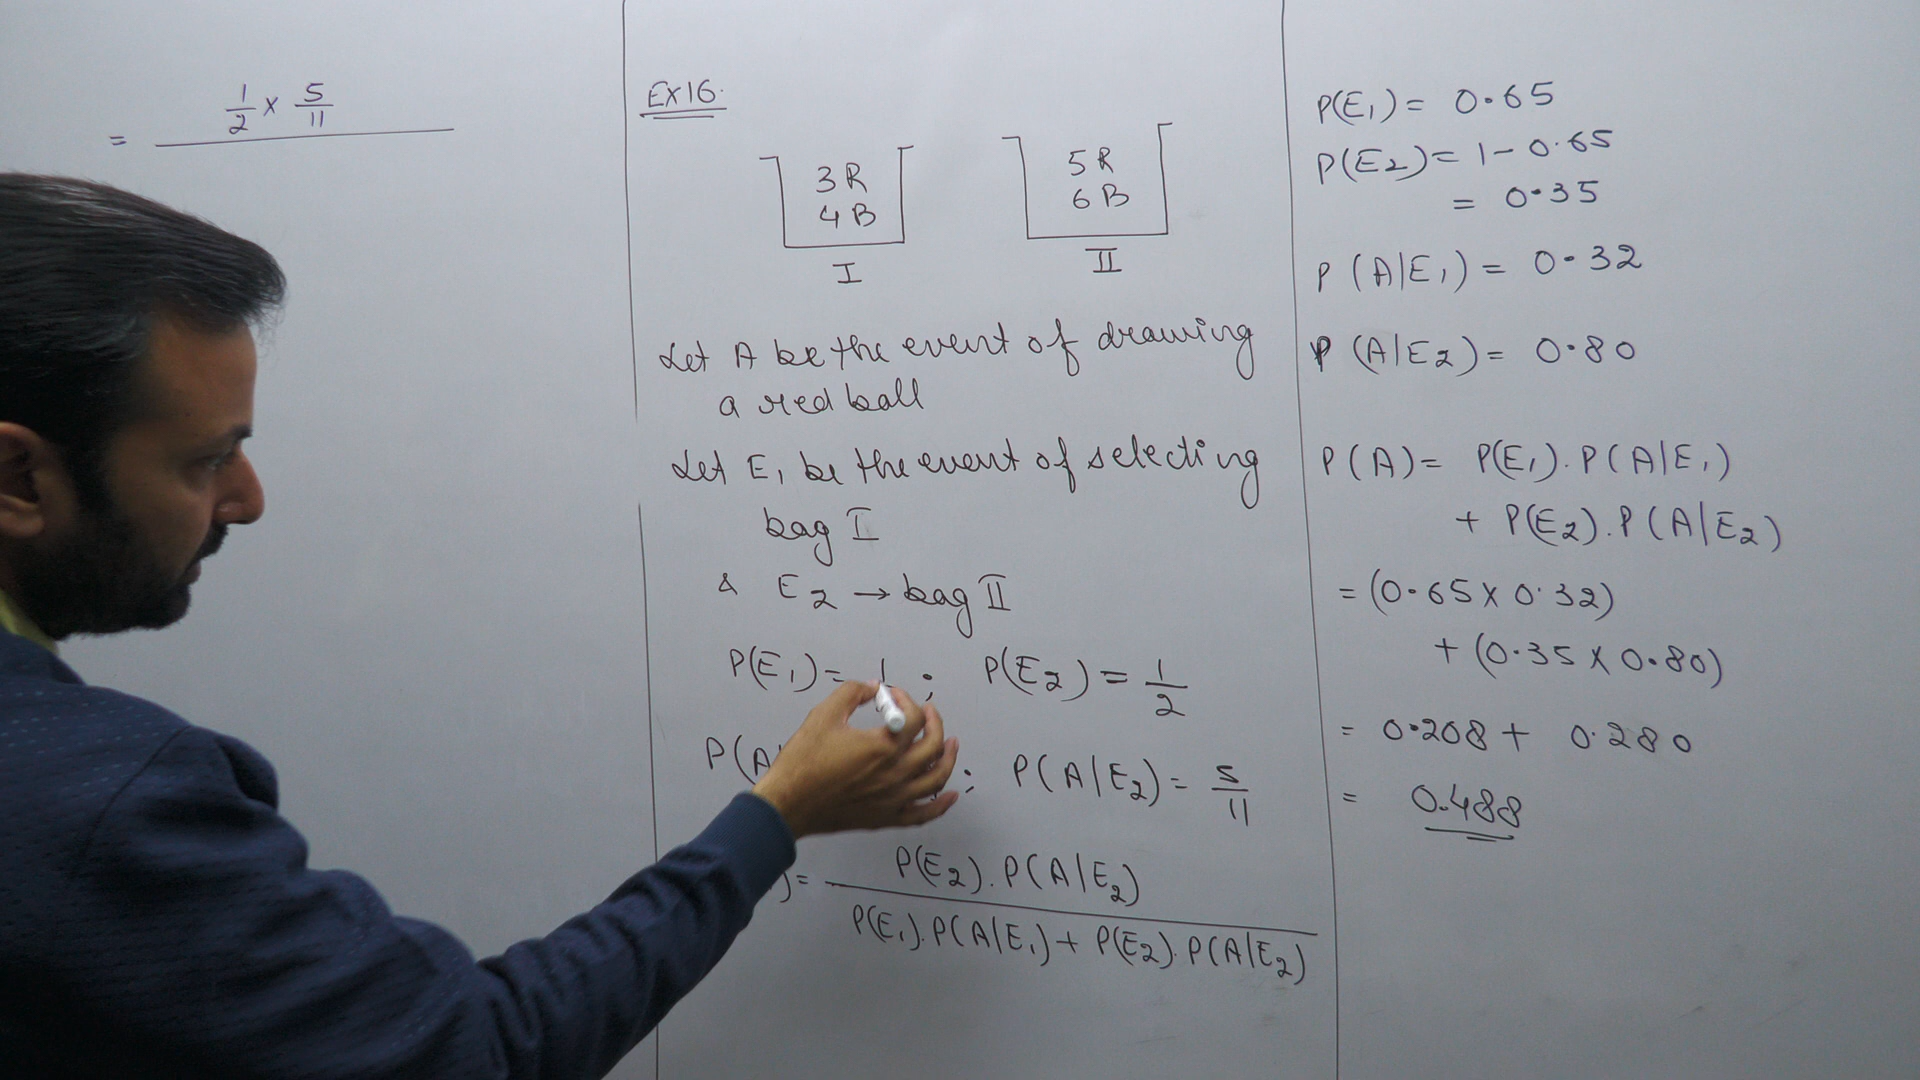 = 1/2 × 5/11
EX16.
3R
4B
I
5R
6B
II
Let A be the event of drawing
a red ball
Let E₁ be the event of selecting
bag I
& E₂ → bag II
P(E₁)= 1 ; P(E₂) = 1/2
P(A ; P(A|E₂) = 5/11
)= P(E₂).P(A|E₂)
P(E₁).P(A|E₁) + P(E₂).P(A|E₂)
P(E₁) = 0.65
P(E₂) = 1 - 0.65
= 0.35
P(A|E₁) = 0.32
P(A|E₂) = 0.80
P(A) = P(E₁).P(A|E₁)
+ P(E₂).P(A|E₂)
= (0.65 × 0.32)
+ (0.35 × 0.80)
= 0.208 + 0.280
= 0.488